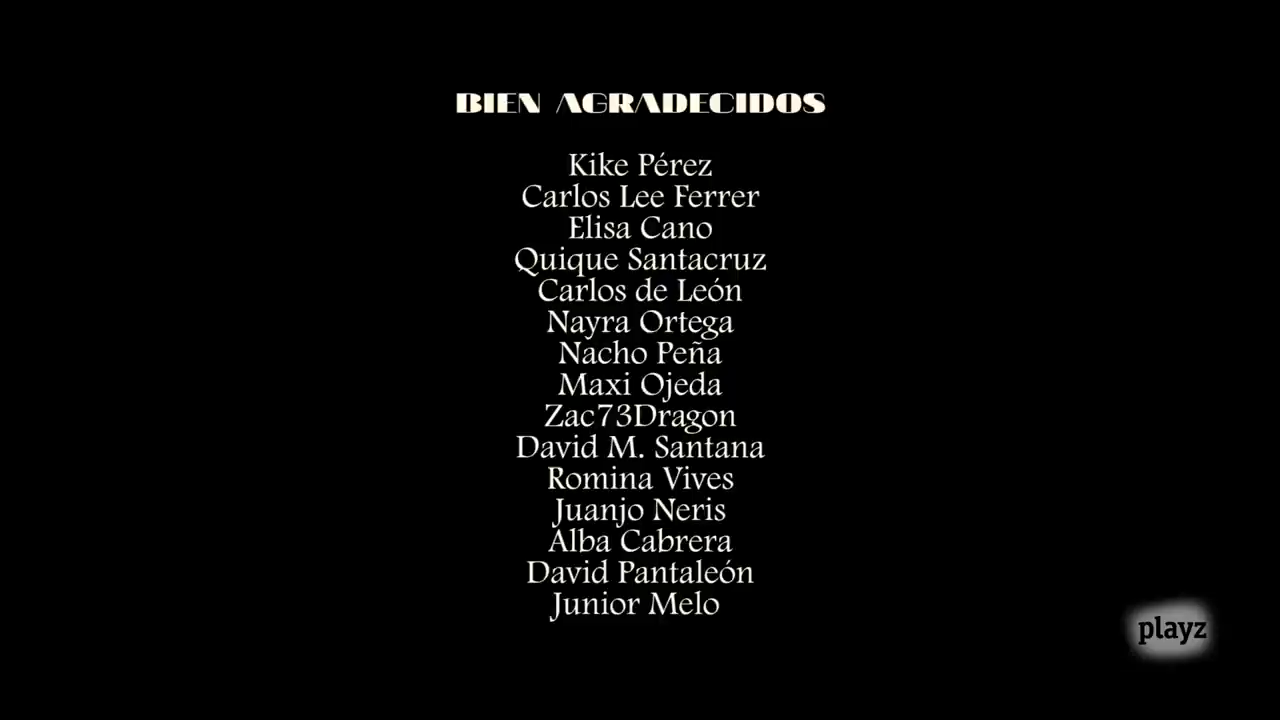 BIEN AGRADECIDOS
Kike Pérez
Carlos Lee Ferrer
Elisa Cano
Quique Santacruz
Carlos de León
Nayra Ortega
Nacho Peña
Maxi Ojeda
Zac73Dragon
David M. Santana
Romina Vives
Juanjo Neris
Alba Cabrera
David Pantaleón
Junior Melo
playz